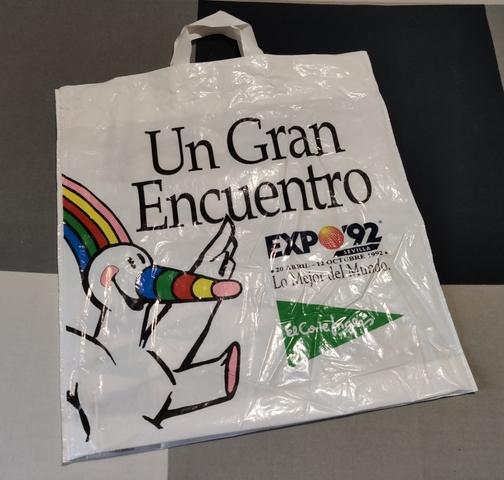 Un Gran
Encuentro
EXPO'92
SEVILLA
20 ABRIL - 12 OCTUBRE 1992
Lo Mejor del Mundo.
El Corte Inglés